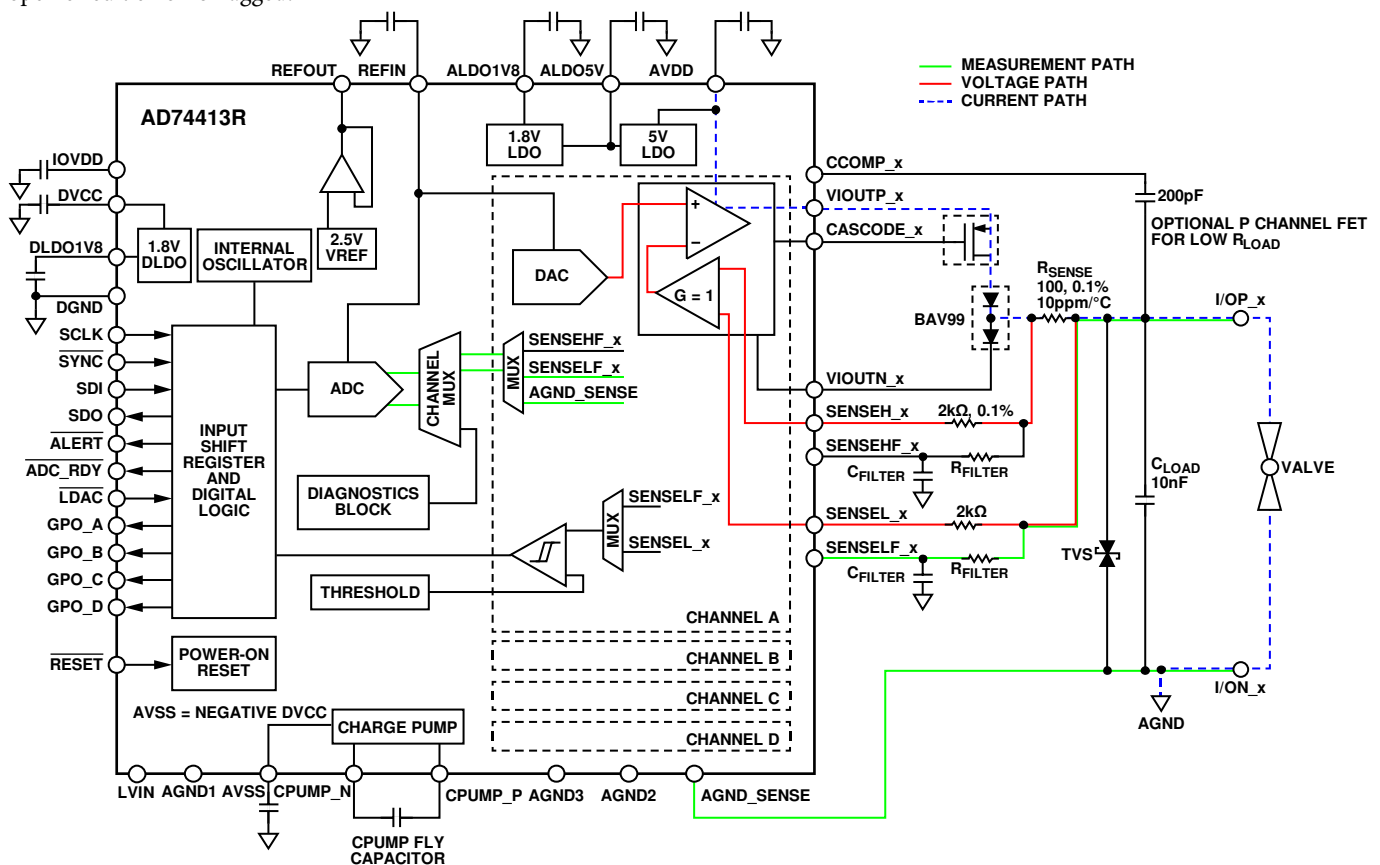 REFOUT REFIN ALDO1V8 ALDO5V AVDD
MEASUREMENT PATH
VOLTAGE PATH
CURRENT PATH
AD74413R
IOVDD
DVCC
DLDO1V8
DGND
SCLK
SYNC
SDI
SDO
ALERT
ADC_RDY
LDAC
GPO_A
GPO_B
GPO_C
GPO_D
RESET
1.8V
DLDO
INTERNAL
OSCILLATOR
2.5V
VREF
1.8V
LDO
5V
LDO
INPUT
SHIFT
REGISTER
AND
DIGITAL
LOGIC
POWER-ON
RESET
ADC
CHANNEL
MUX
MUX
SENSEHF_x
SENSELF_x
AGND_SENSE
DAC
+
−
G = 1
DIAGNOSTICS
BLOCK
THRESHOLD
MUX
SENSELF_x
SENSEL_x
CHANNEL A
CHANNEL B
CHANNEL C
CHANNEL D
AVSS = NEGATIVE DVCC
CHARGE PUMP
LVIN AGND1 AVSS CPUMP_N CPUMP_P AGND3 AGND2 AGND_SENSE
CPUMP FLY
CAPACITOR
CCOMP_x
VIOUTP_x
CASCODE_x
VIOUTN_x
SENSEH_x
SENSEHF_x
SENSEL_x
SENSELF_x
200pF
OPTIONAL P CHANNEL FET
FOR LOW RLOAD
RSENSE
100, 0.1%
10ppm/°C
BAV99
I/OP_x
2kΩ, 0.1%
CFILTER
RFILTER
2kΩ
CFILTER
RFILTER
TVS
CLOAD
10nF
VALVE
I/ON_x
AGND